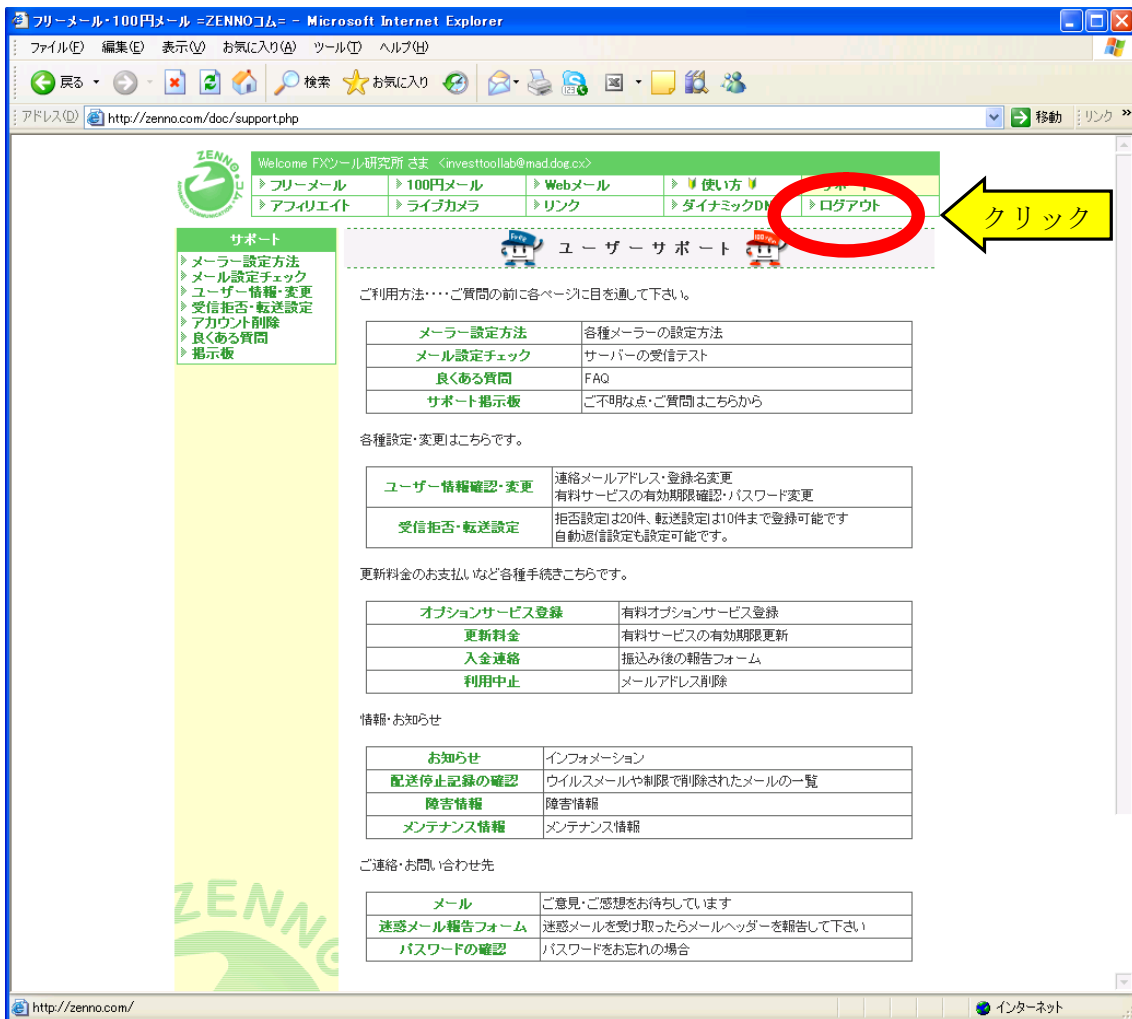 フリーメール・100円メール =ZENNOコム= - Microsoft Internet Explorer
ファイル(F) 編集(E) 表示(V) お気に入り(A) ツール(T) ヘルプ(H)
戻る 検索 お気に入り
アドレス(D) http://zenno.com/doc/support.php 移動 リンク »
ZENNO
Welcome FXツール研究所 さま <investtoollab@mad.dog.cx>
フリーメール 100円メール Webメール 使い方
アフィリエイト ライブカメラ リンク ダイナミックDN ログアウト
クリック
サポート
メーラー設定方法
メール設定チェック
ユーザー情報・変更
受信拒否・転送設定
アカウント削除
良くある質問
掲示板
ユーザーサポート
ご利用方法・・・・ご質問の前に各ページに目を通して下さい。
メーラー設定方法 各種メーラーの設定方法
メール設定チェック サーバーの受信テスト
良くある質問 FAQ
サポート掲示板 ご不明な点・ご質問はこちらから
各種設定・変更はこちらです。
ユーザー情報確認・変更 連絡メールアドレス・登録名変更
有料サービスの有効期限確認・パスワード変更
受信拒否・転送設定 拒否設定は20件、転送設定は10件まで登録可能です
自動返信設定も設定可能です。
更新料金のお支払いなど各種手続きこちらです。
オプションサービス登録 有料オプションサービス登録
更新料金 有料サービスの有効期限更新
入金連絡 振込み後の報告フォーム
利用中止 メールアドレス削除
情報・お知らせ
お知らせ インフォメーション
配送停止記録の確認 ウイルスメールや制限で削除されたメールの一覧
障害情報 障害情報
メンテナンス情報 メンテナンス情報
ご連絡・お問い合わせ先
メール ご意見・ご感想をお待ちしています
迷惑メール報告フォーム 迷惑メールを受け取ったらメールヘッダーを報告して下さい
パスワードの確認 パスワードをお忘れの場合
ZENNO
http://zenno.com/ インターネット